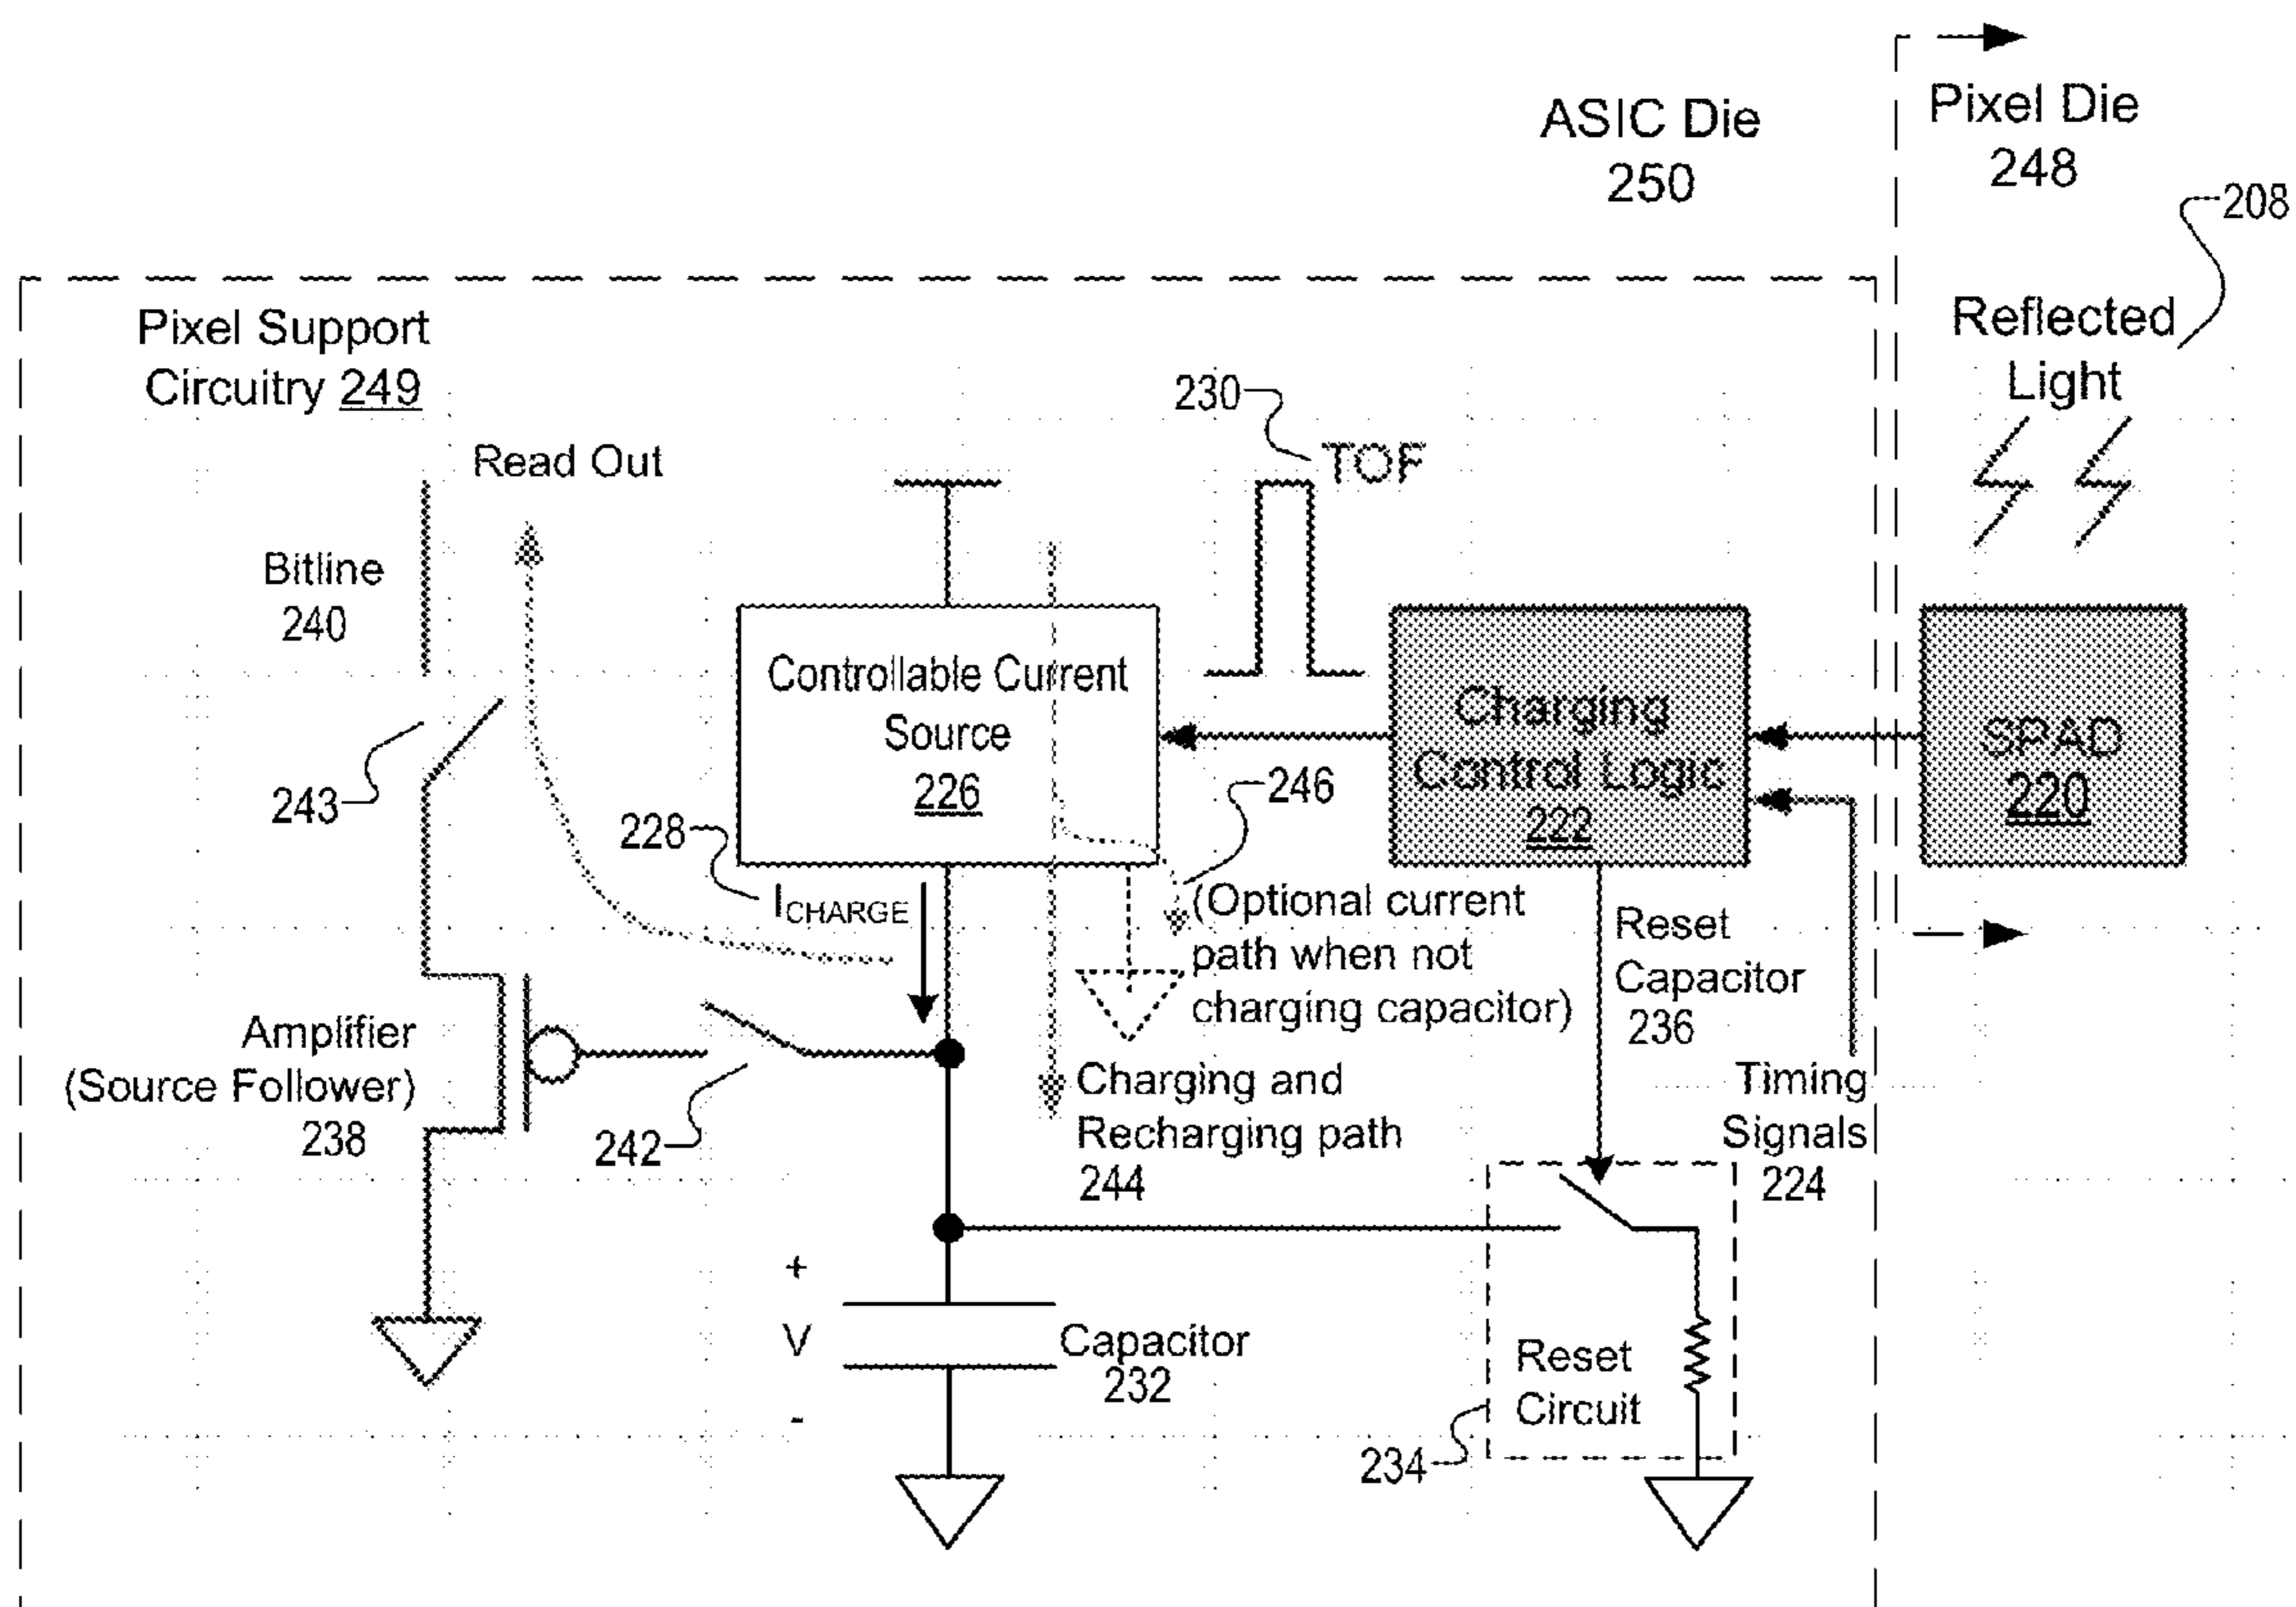 ASIC Die
250
Pixel Die
248
208
Reflected
Light
Pixel Support
Circuitry 249
Read Out
230
TOF
Bitline
240
243
Controllable Current
Source
226
Charging
Control Logic
222
SPAD
220
228
ICHARGE
246
(Optional current
path when not
charging capacitor)
Reset
Capacitor
236
Amplifier
(Source Follower)
238
242
Charging and
Recharging path
244
Timing
Signals
224
+
V
-
Capacitor
232
Reset
Circuit
234